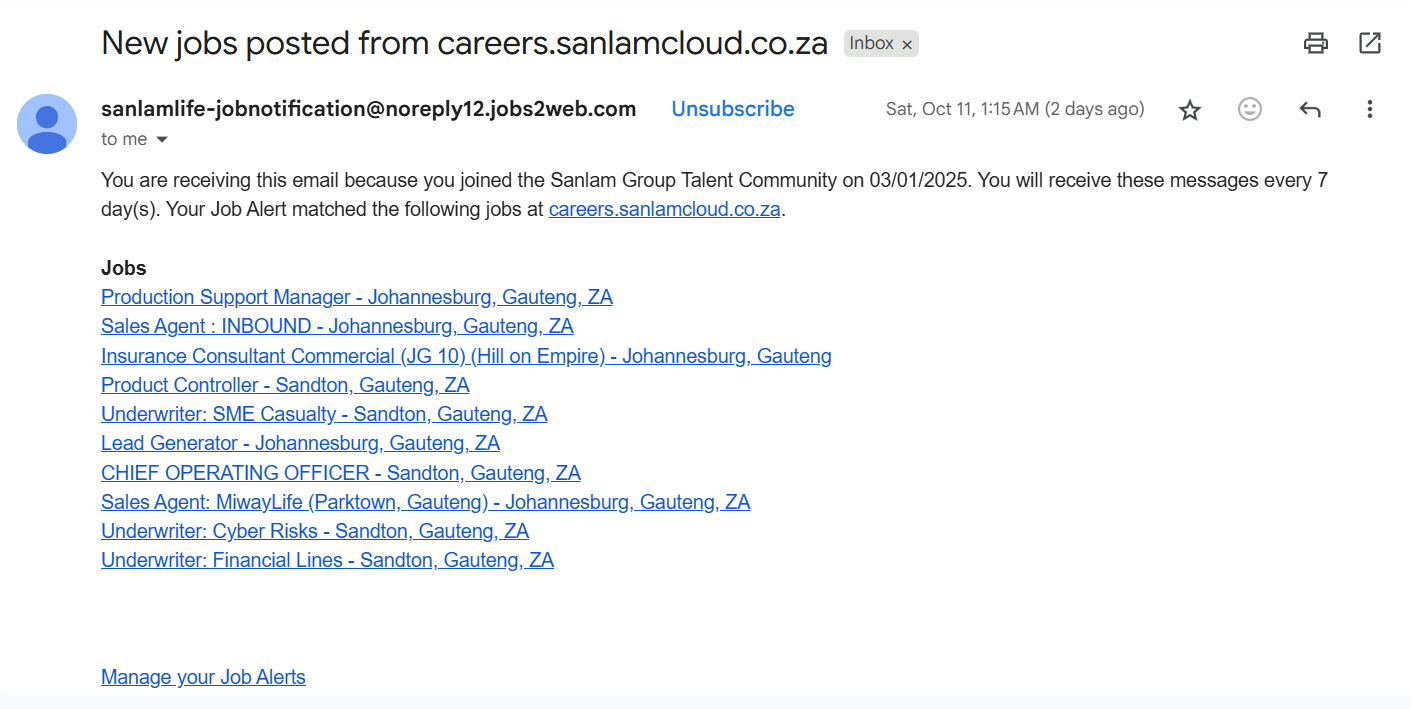 New jobs posted from careers.sanlamcloud.co.za Inbox ×
sanlamlife-jobnotification@noreply12.jobs2web.com Unsubscribe Sat, Oct 11, 1:15 AM (2 days ago)
to me
You are receiving this email because you joined the Sanlam Group Talent Community on 03/01/2025. You will receive these messages every 7
day(s). Your Job Alert matched the following jobs at careers.sanlamcloud.co.za.
Jobs
Production Support Manager - Johannesburg, Gauteng, ZA
Sales Agent : INBOUND - Johannesburg, Gauteng, ZA
Insurance Consultant Commercial (JG 10) (Hill on Empire) - Johannesburg, Gauteng
Product Controller - Sandton, Gauteng, ZA
Underwriter: SME Casualty - Sandton, Gauteng, ZA
Lead Generator - Johannesburg, Gauteng, ZA
CHIEF OPERATING OFFICER - Sandton, Gauteng, ZA
Sales Agent: MiwayLife (Parktown, Gauteng) - Johannesburg, Gauteng, ZA
Underwriter: Cyber Risks - Sandton, Gauteng, ZA
Underwriter: Financial Lines - Sandton, Gauteng, ZA
Manage your Job Alerts